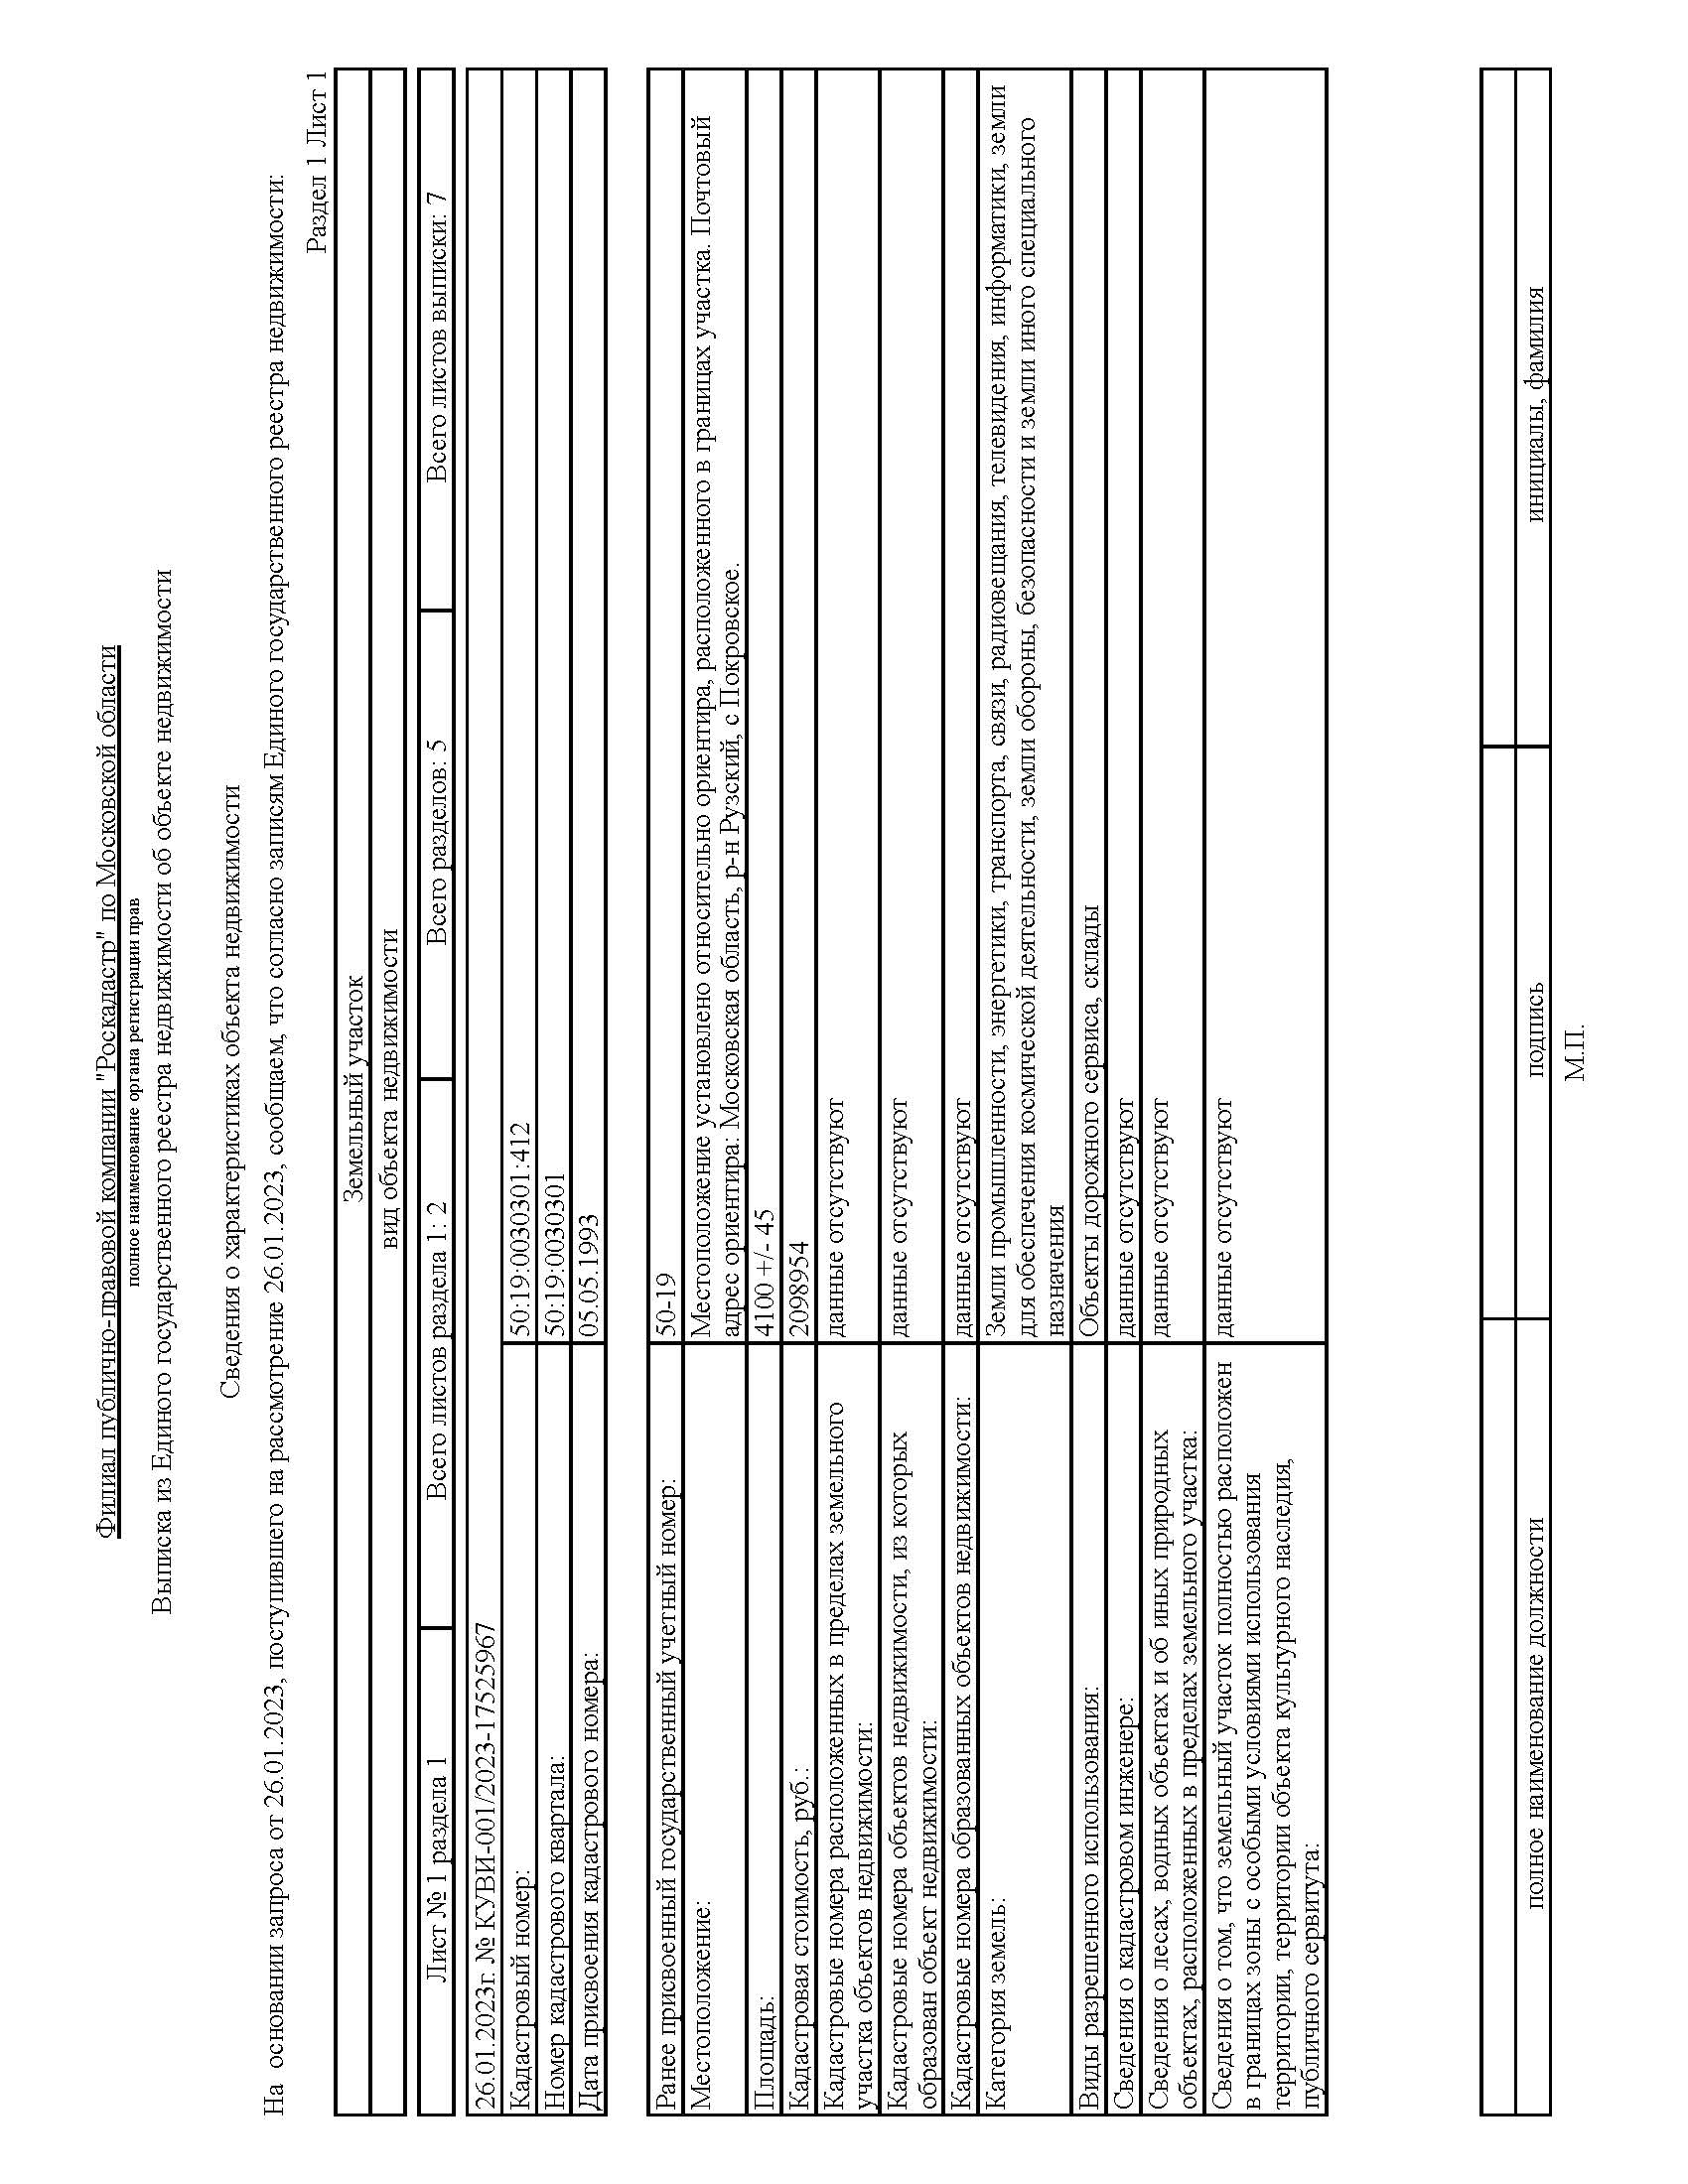 Филиал публично-правовой компании "Роскадастр" по Московской области
полное наименование органа регистрации прав
Выписка из Единого государственного реестра недвижимости об объекте недвижимости
Сведения о характеристиках объекта недвижимости
На основании запроса от 26.01.2023, поступившего на рассмотрение 26.01.2023, сообщаем, что согласно записям Единого государственного реестра недвижимости:
Раздел 1 Лист 1
Земельный участок
вид объекта недвижимости
Лист № 1 раздела 1 Всего листов раздела 1: 2 Всего разделов: 5 Всего листов выписки: 7
26.01.2023г. № КУВИ-001/2023-17525967
Кадастровый номер: 50:19:0030301:412
Номер кадастрового квартала: 50:19:0030301
Дата присвоения кадастрового номера: 05.05.1993
Ранее присвоенный государственный учетный номер: 50-19
Местоположение: Местоположение установлено относительно ориентира, расположенного в границах участка. Почтовый
адрес ориентира: Московская область, р-н Рузский, с Покровское.
Площадь: 4100 +/- 45
Кадастровая стоимость, руб.: 2098954
Кадастровые номера расположенных в пределах земельного данные отсутствуют
участка объектов недвижимости:
Кадастровые номера объектов недвижимости, из которых данные отсутствуют
образован объект недвижимости:
Кадастровые номера образованных объектов недвижимости: данные отсутствуют
Категория земель: Земли промышленности, энергетики, транспорта, связи, радиовещания, телевидения, информатики, земли
для обеспечения космической деятельности, земли обороны, безопасности и земли иного специального
назначения
Виды разрешенного использования: Объекты дорожного сервиса, склады
Сведения о кадастровом инженере: данные отсутствуют
Сведения о лесах, водных объектах и об иных природных данные отсутствуют
объектах, расположенных в пределах земельного участка:
Сведения о том, что земельный участок полностью расположен данные отсутствуют
в границах зоны с особыми условиями использования
территории, территории объекта культурного наследия,
публичного сервитута:
полное наименование должности подпись инициалы, фамилия
М.П.